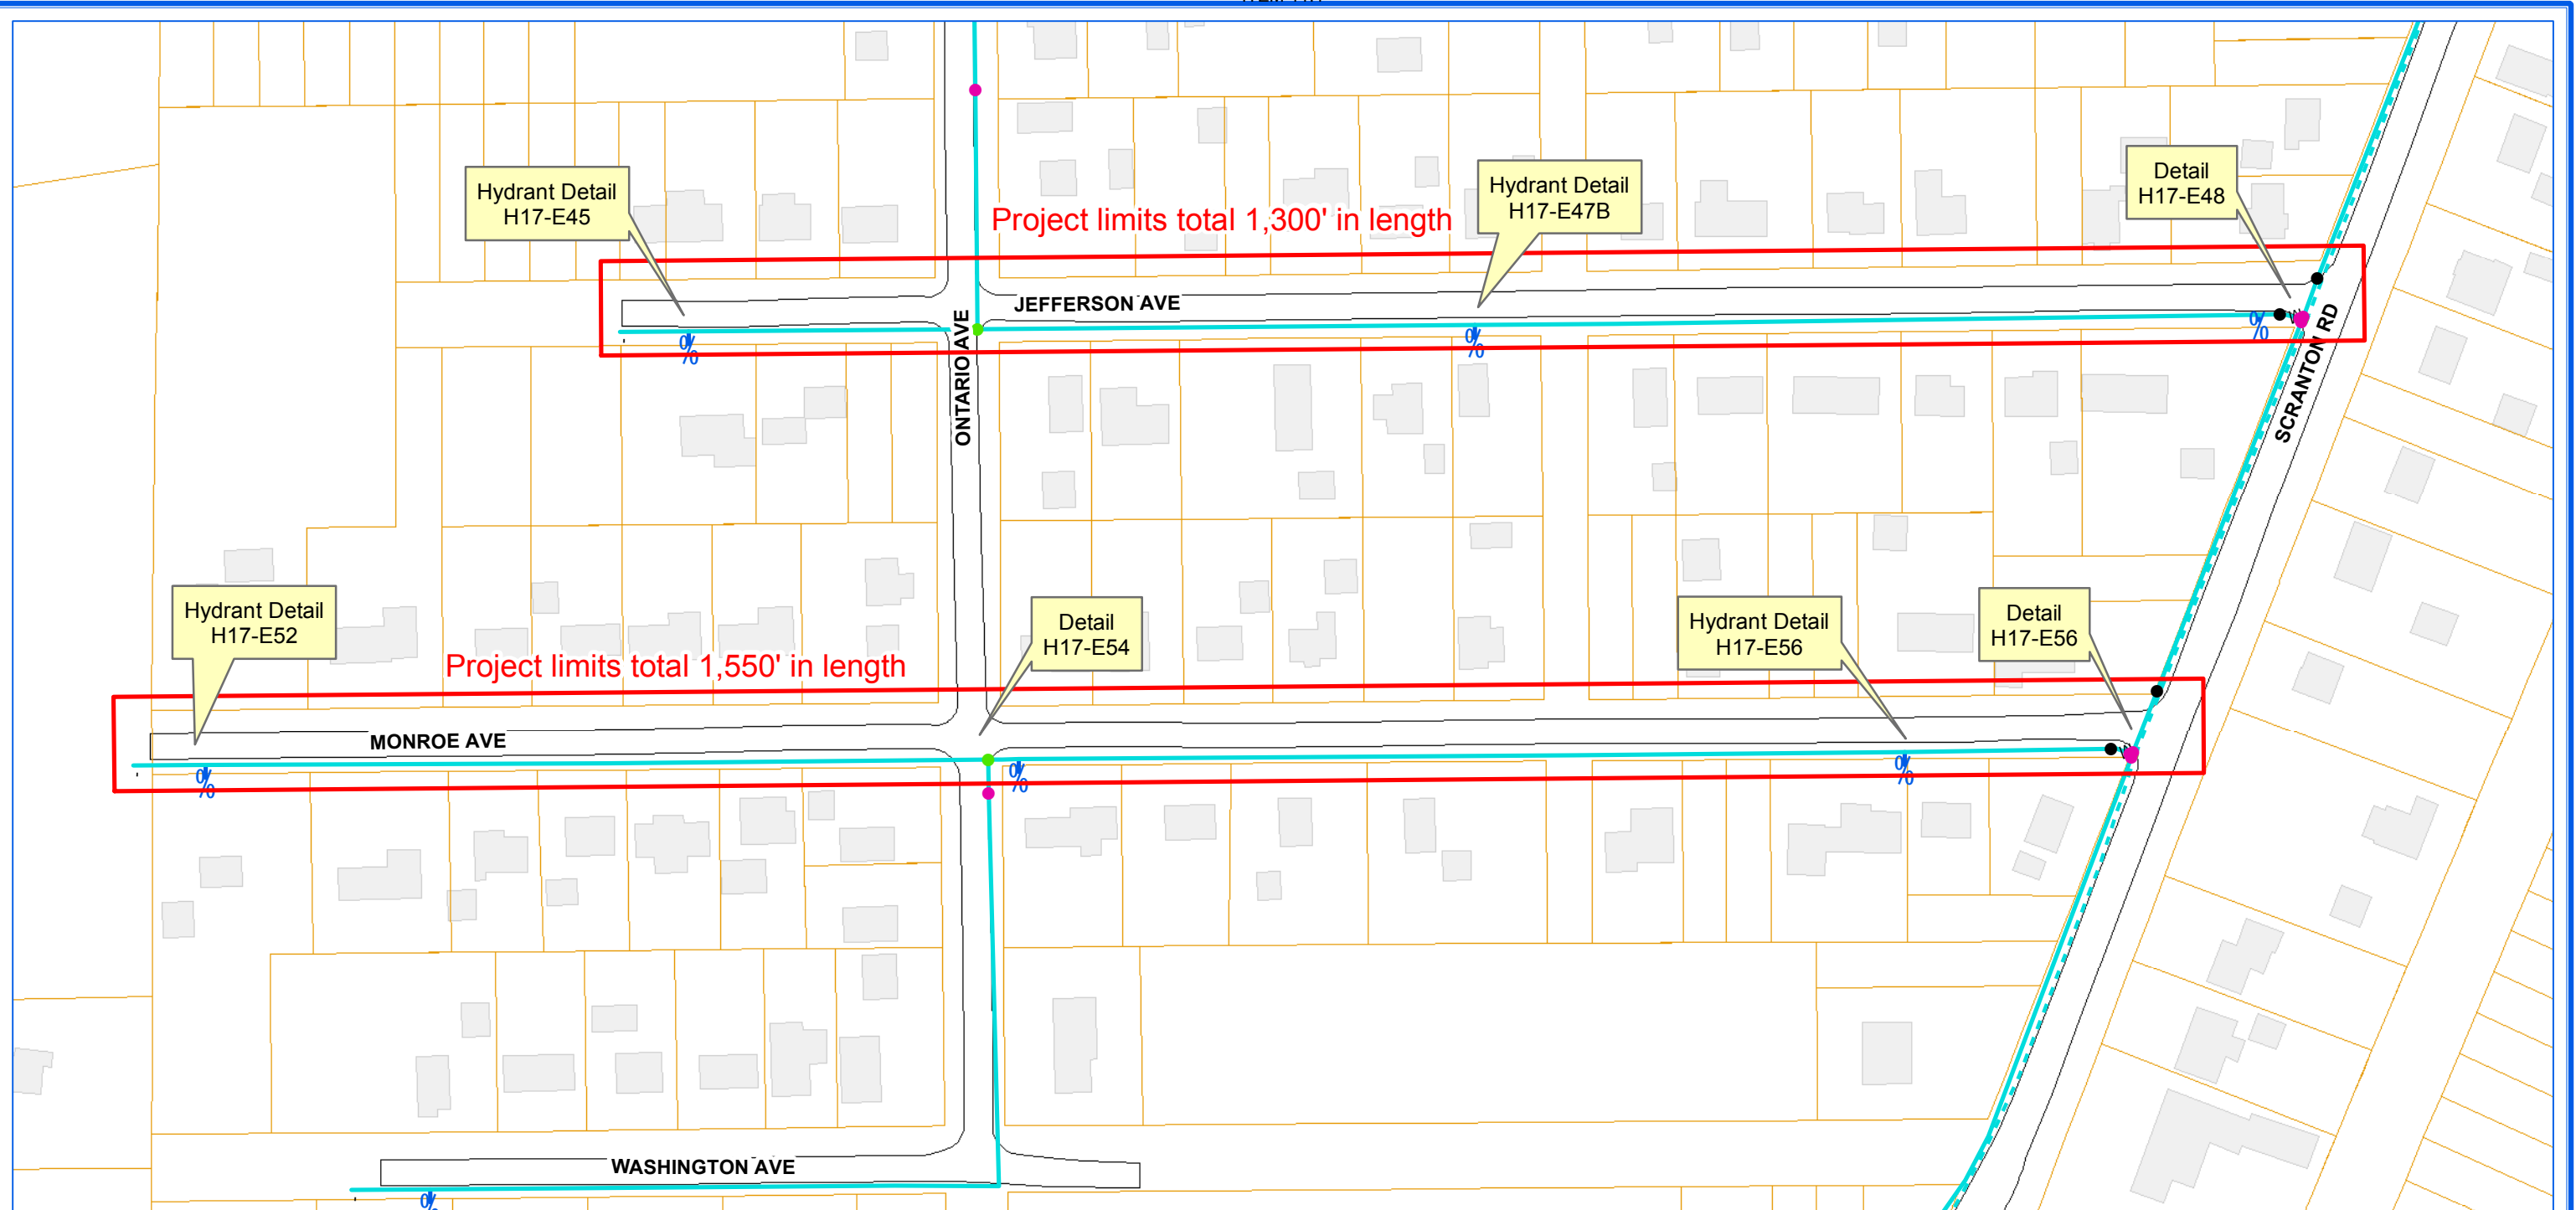 Hydrant Detail
H17-E45
Project limits total 1,300' in length
Hydrant Detail
H17-E47B
Detail
H17-E48
JEFFERSON AVE
ONTARIO AVE
SCRANTON RD
Hydrant Detail
H17-E52
Project limits total 1,550' in length
Detail
H17-E54
Hydrant Detail
H17-E56
Detail
H17-E56
MONROE AVE
WASHINGTON AVE